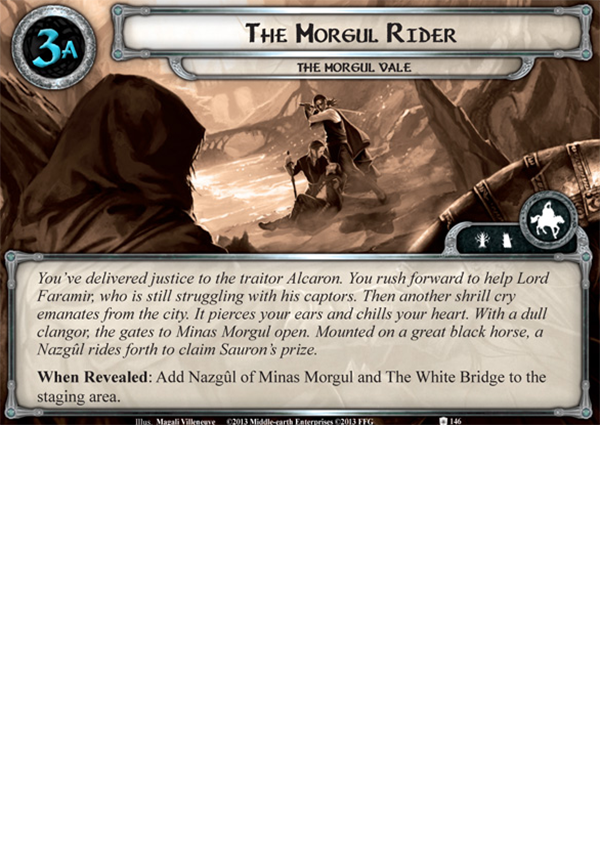 3A
The Morgul Rider
The Morgul Vale
You've delivered justice to the traitor Alcaron. You rush forward to help Lord
Faramir, who is still struggling with his captors. Then another shrill cry
emanates from the city. It pierces your ears and chills your heart. With a dull
clangor, the gates to Minas Morgul open. Mounted on a great black horse, a
Nazgûl rides forth to claim Sauron's prize.
When Revealed: Add Nazgûl of Minas Morgul and The White Bridge to the
staging area.
Illus. Magali Villeneuve ©2013 Middle-earth Enterprises ©2013 FFG 146